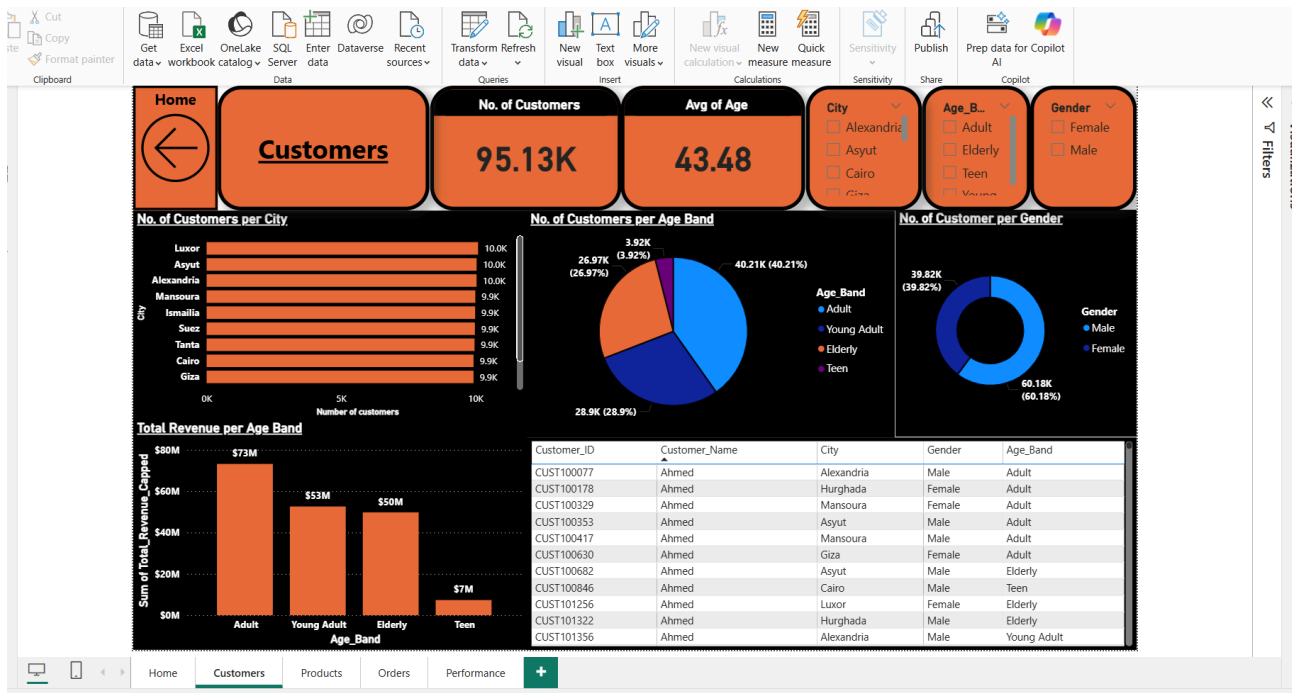 Cut
Copy
Format painter
Clipboard
Get data
Excel workbook
OneLake catalog
SQL Server
Enter data
Dataverse
Recent sources
Data
Transform data
Refresh
Queries
New visual
Text box
More visuals
Insert
New visual calculation
New measure
Quick measure
Calculations
Sensitivity
Sensitivity
Publish
Share
Prep data for AI
Copilot
Copilot
Home
Customers
No. of Customers
95.13K
Avg of Age
43.48
City
Alexandria
Asyut
Cairo
Giza
Age_B...
Adult
Elderly
Teen
Young
Gender
Female
Male
Filters
No. of Customers per City
Luxor 10.0K
Asyut 10.0K
Alexandria 10.0K
Mansoura 9.9K
Ismailia 9.9K
Suez 9.9K
Tanta 9.9K
Cairo 9.9K
Giza 9.9K
City
0K 5K 10K
Number of customers
No. of Customers per Age Band
3.92K (3.92%)
26.97K (26.97%)
40.21K (40.21%)
28.9K (28.9%)
Age_Band
Adult
Young Adult
Elderly
Teen
No. of Customer per Gender
39.82K (39.82%)
60.18K (60.18%)
Gender
Male
Female
Total Revenue per Age Band
Sum of Total_Revenue_Capped
$80M
$60M
$40M
$20M
$0M
$73M
$53M
$50M
$7M
Adult Young Adult Elderly Teen
Age_Band
Customer_ID Customer_Name City Gender Age_Band
CUST100077 Ahmed Alexandria Male Adult
CUST100178 Ahmed Hurghada Female Adult
CUST100329 Ahmed Mansoura Female Adult
CUST100353 Ahmed Asyut Male Adult
CUST100417 Ahmed Mansoura Male Adult
CUST100630 Ahmed Giza Female Adult
CUST100682 Ahmed Asyut Male Elderly
CUST100846 Ahmed Cairo Male Teen
CUST101256 Ahmed Luxor Female Elderly
CUST101322 Ahmed Hurghada Male Elderly
CUST101356 Ahmed Alexandria Male Young Adult
Home Customers Products Orders Performance